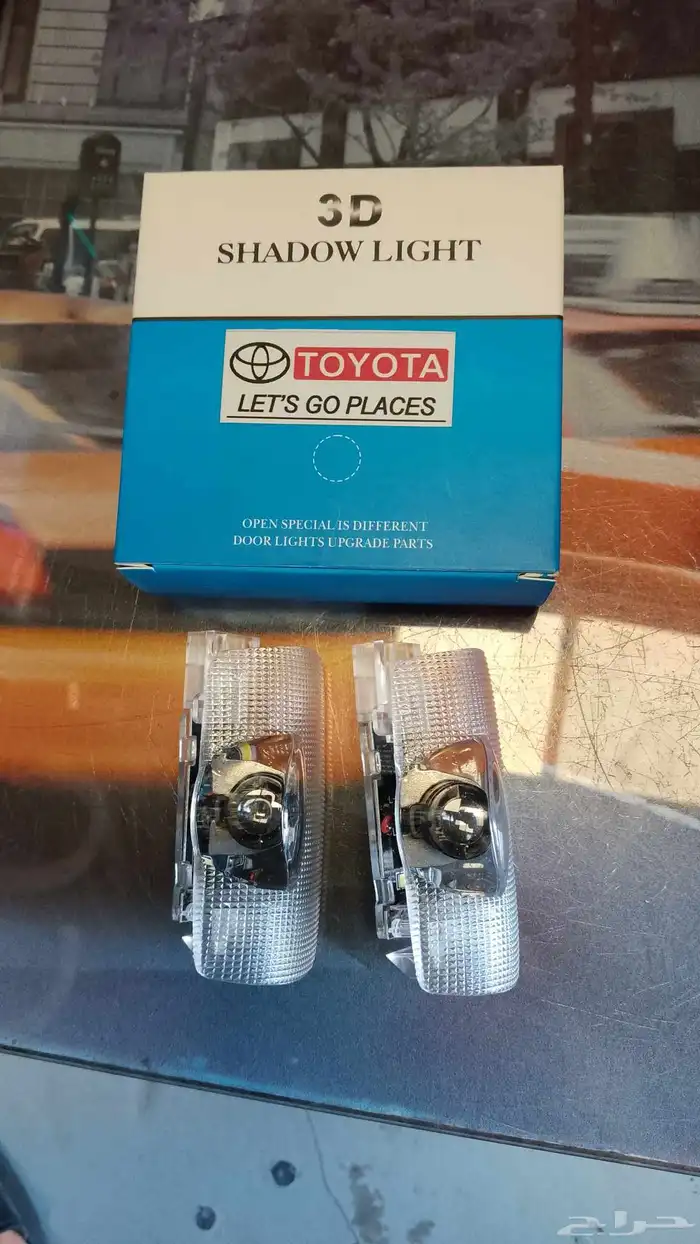 3D
SHADOW LIGHT
TOYOTA
LET'S GO PLACES
OPEN SPECIAL IS DIFFERENT
DOOR LIGHTS UPGRADE PARTS
حراج